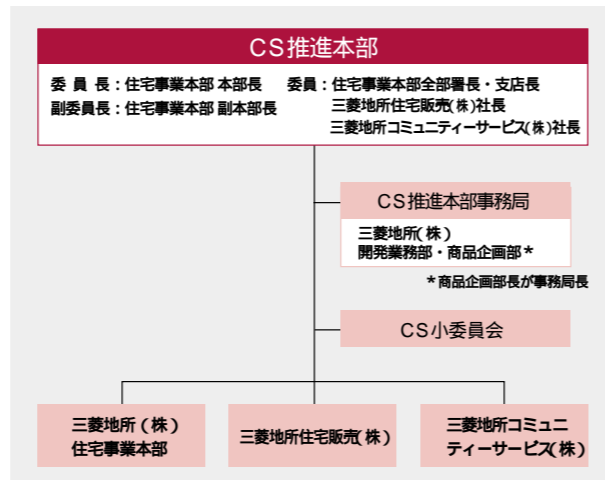 CS推進本部
委員長：住宅事業本部 本部長
副委員長：住宅事業本部 副本部長
委員：住宅事業本部全部署長・支店長
三菱地所住宅販売(株)社長
三菱地所コミュニティーサービス(株)社長
CS推進本部事務局
三菱地所(株)
開発業務部・商品企画部*
*商品企画部長が事務局長
CS小委員会
三菱地所(株)
住宅事業本部
三菱地所住宅販売(株)
三菱地所コミュニ
ティーサービス(株)